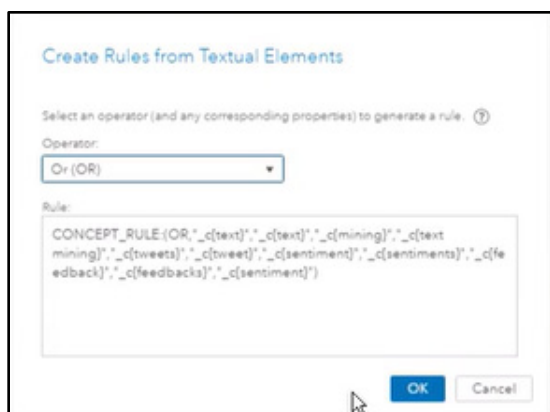 Create Rules from Textual Elements
Select an operator (and any corresponding properties) to generate a rule. ?
Operator:
Or (OR)
Rule:
CONCEPT_RULE:(OR,"_c{text}","_c{text}","_c{mining}","_c{text
mining}","_c{tweets}","_c{tweet}","_c{sentiment}","_c{sentiments}","_c{fe
edback}","_c{feedbacks}","_c{sentiment}")
OK
Cancel